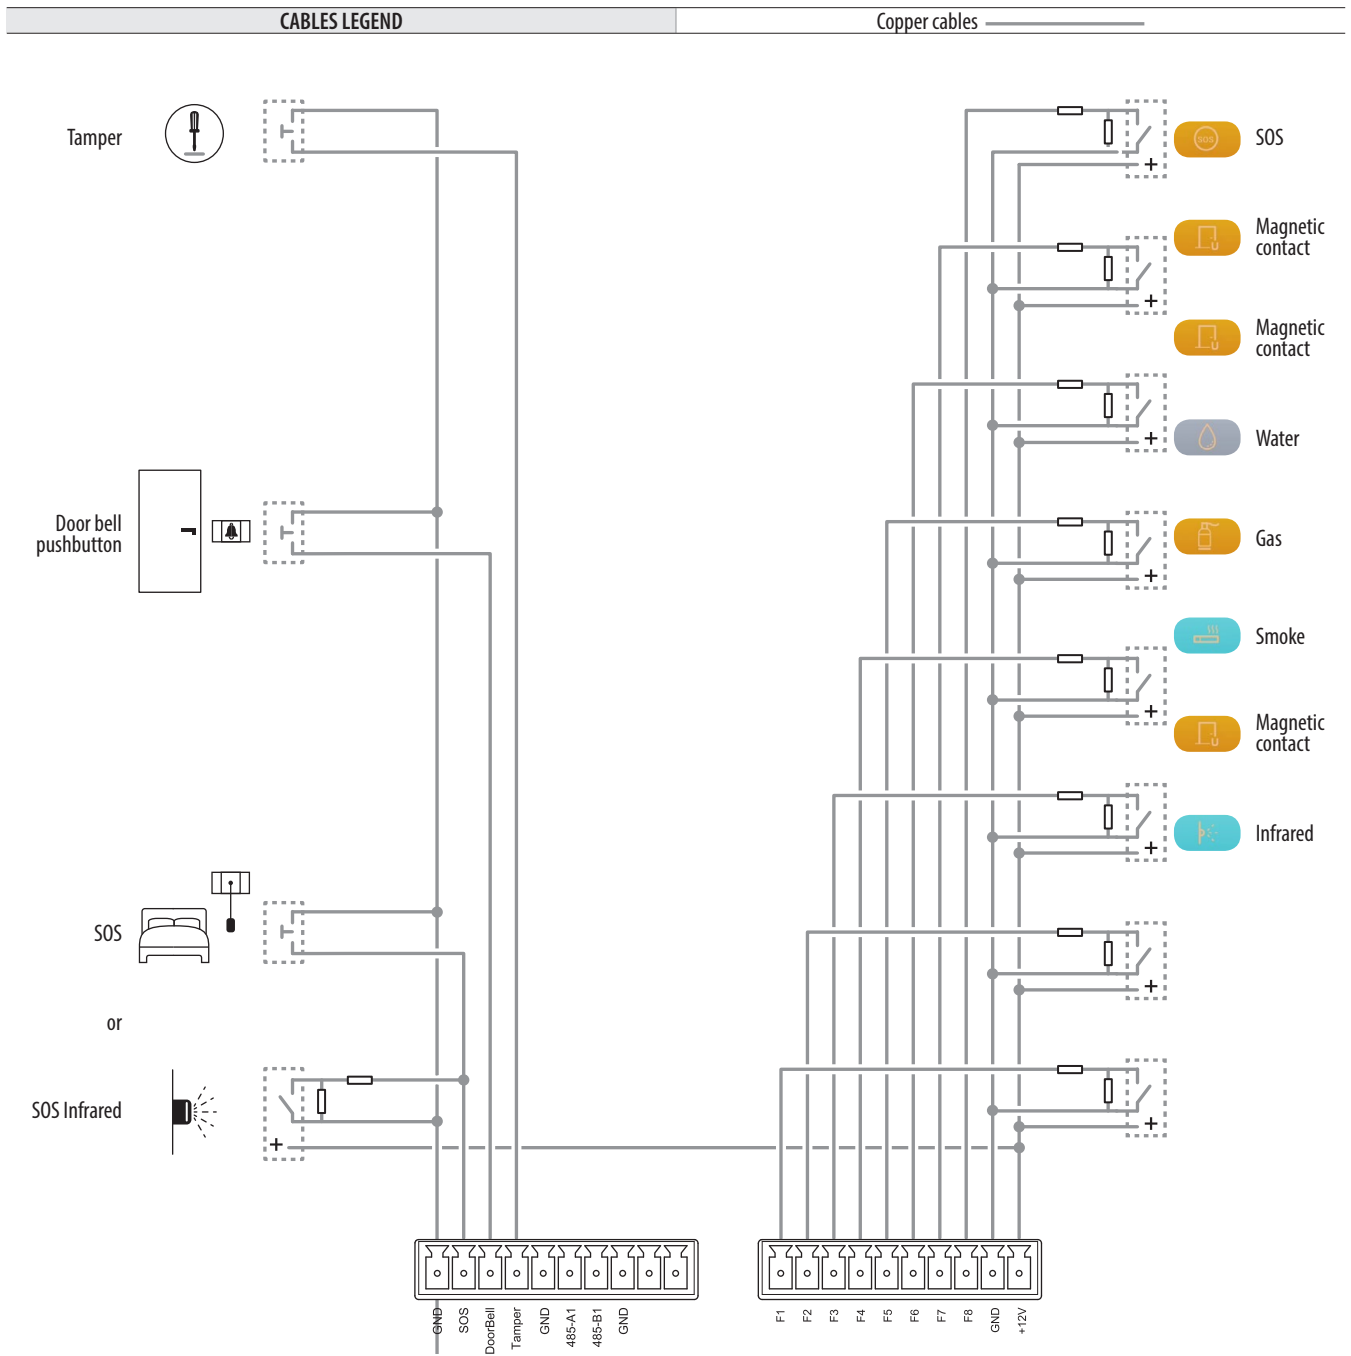 CABLES LEGEND
Copper cables
Tamper
SOS
SOS
Magnetic
contact
Magnetic
contact
Water
Door bell
pushbutton
Gas
Smoke
Magnetic
contact
Infrared
SOS
or
SOS Infrared
+
+
+
+
+
+
+
+
+
GND
SOS
DoorBell
Tamper
GND
485-A1
485-B1
GND
F1
F2
F3
F4
F5
F6
F7
F8
GND
+12V